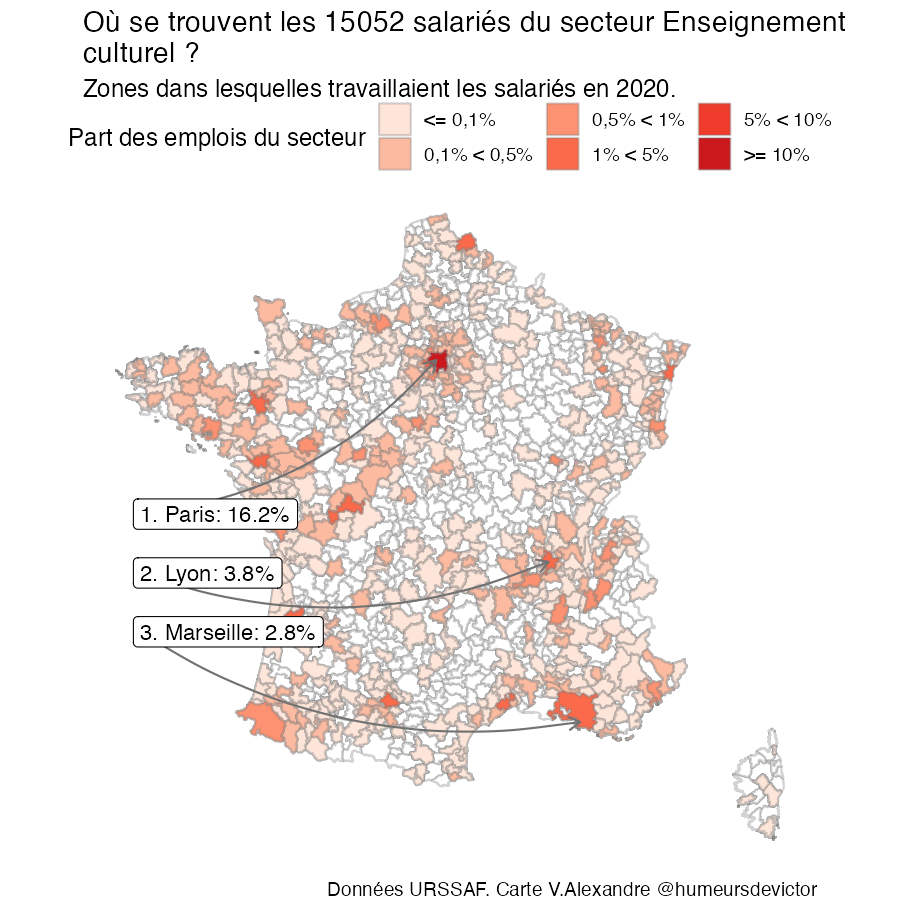 Où se trouvent les 15052 salariés du secteur Enseignement
culturel ?
Zones dans lesquelles travaillaient les salariés en 2020.
Part des emplois du secteur
<= 0,1%
0,1% < 0,5%
0,5% < 1%
1% < 5%
5% < 10%
>= 10%
1. Paris: 16.2%
2. Lyon: 3.8%
3. Marseille: 2.8%
Données URSSAF. Carte V.Alexandre @humeursdevictor